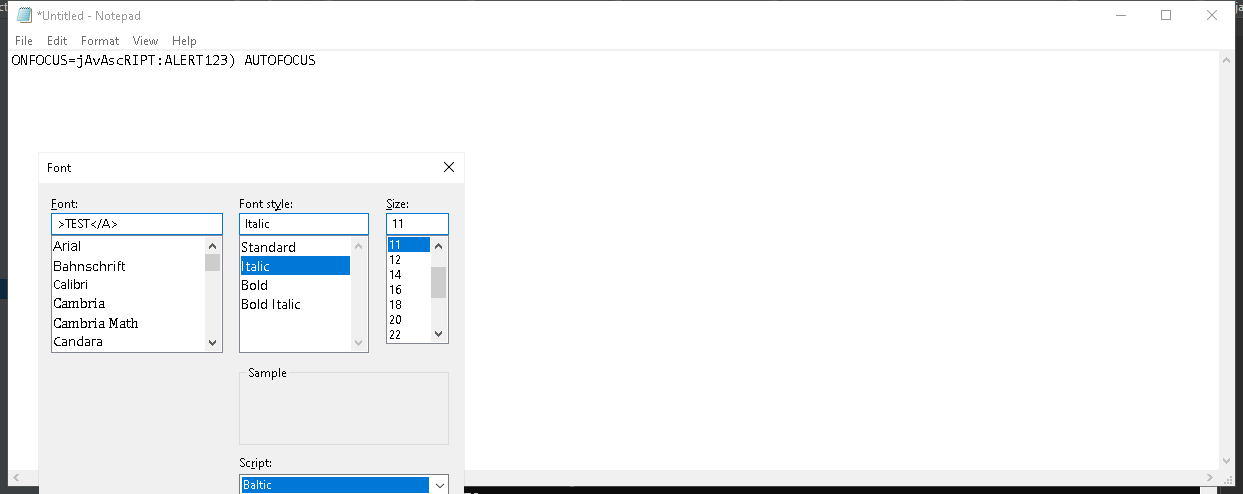 *Untitled - Notepad
File Edit Format View Help
ONFOCUS=jAvAscRIPT:ALERT123) AUTOFOCUS
Font
Font: Font style: Size:
>TEST</A> Italic 11
Arial Standard 11
Bahnschrift Italic 12
Calibri Bold 14
Cambria Bold Italic 16
Cambria Math 18
Candara 20
22
Sample
Script:
Baltic